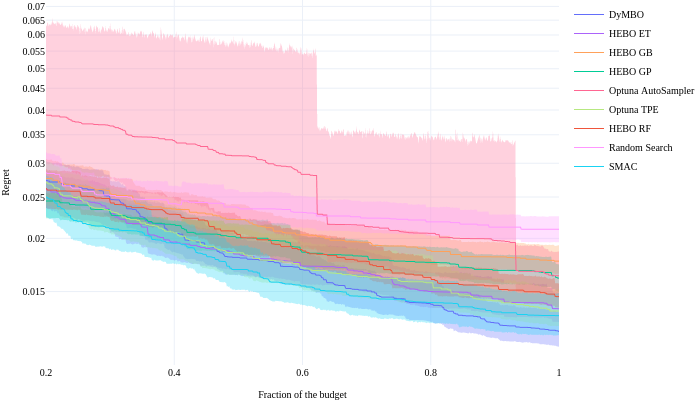 0.07
0.065
0.06
0.055
0.05
0.045
0.04
0.035
0.03
0.025
0.02
0.015
Regret
0.2
0.4
0.6
0.8
1
Fraction of the budget
DyMBO
HEBO ET
HEBO GB
HEBO GP
Optuna AutoSampler
Optuna TPE
HEBO RF
Random Search
SMAC